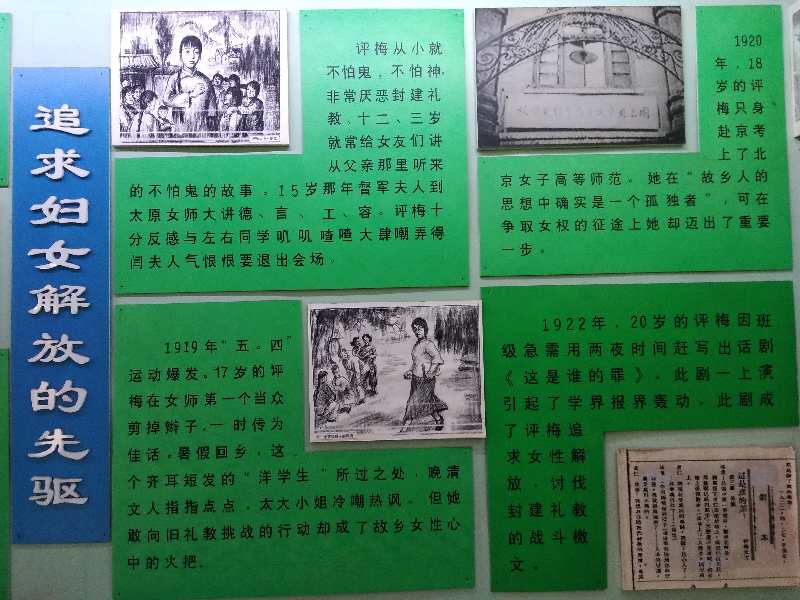 追求妇女解放的先驱
评梅从小就
不怕鬼，不怕神，
非常厌恶封建礼
教、十二、三岁
就常给女友们讲
从父亲那里听来
的不怕鬼的故事。15岁那年督军夫人到
太原女师大讲德、言、工、容。评梅十
分反感与左右同学叽叽喳喳大肆嘲弄得
闫夫人气恨恨要退出会场。
1920
年，18
岁的评
梅只身
赴京考
上了北
京女子高等师范。她在“故乡人的
思想中确实是一个孤独者”，可在
争取女权的征途上她却迈出了重要
一步。
1919年“五。四”
运动爆发。17岁的评
梅在女师第一个当众
剪掉辫子，一时传为
佳话。暑假回乡，这
个齐耳短发的“洋学生”所过之处，晚清
文人指指点点，太大小姐冷嘲热讽。但她
敢向旧礼教挑战的行动却成了故乡女性心
中的火把．
1922年，20岁的评梅因班
级急需用两夜时间赶写出话剧
《这是谁的罪》。此剧一上演
引起了学界报界轰动。此剧成
了评梅追
求女性解
放，讨伐
封建礼教
的战斗檄
文。